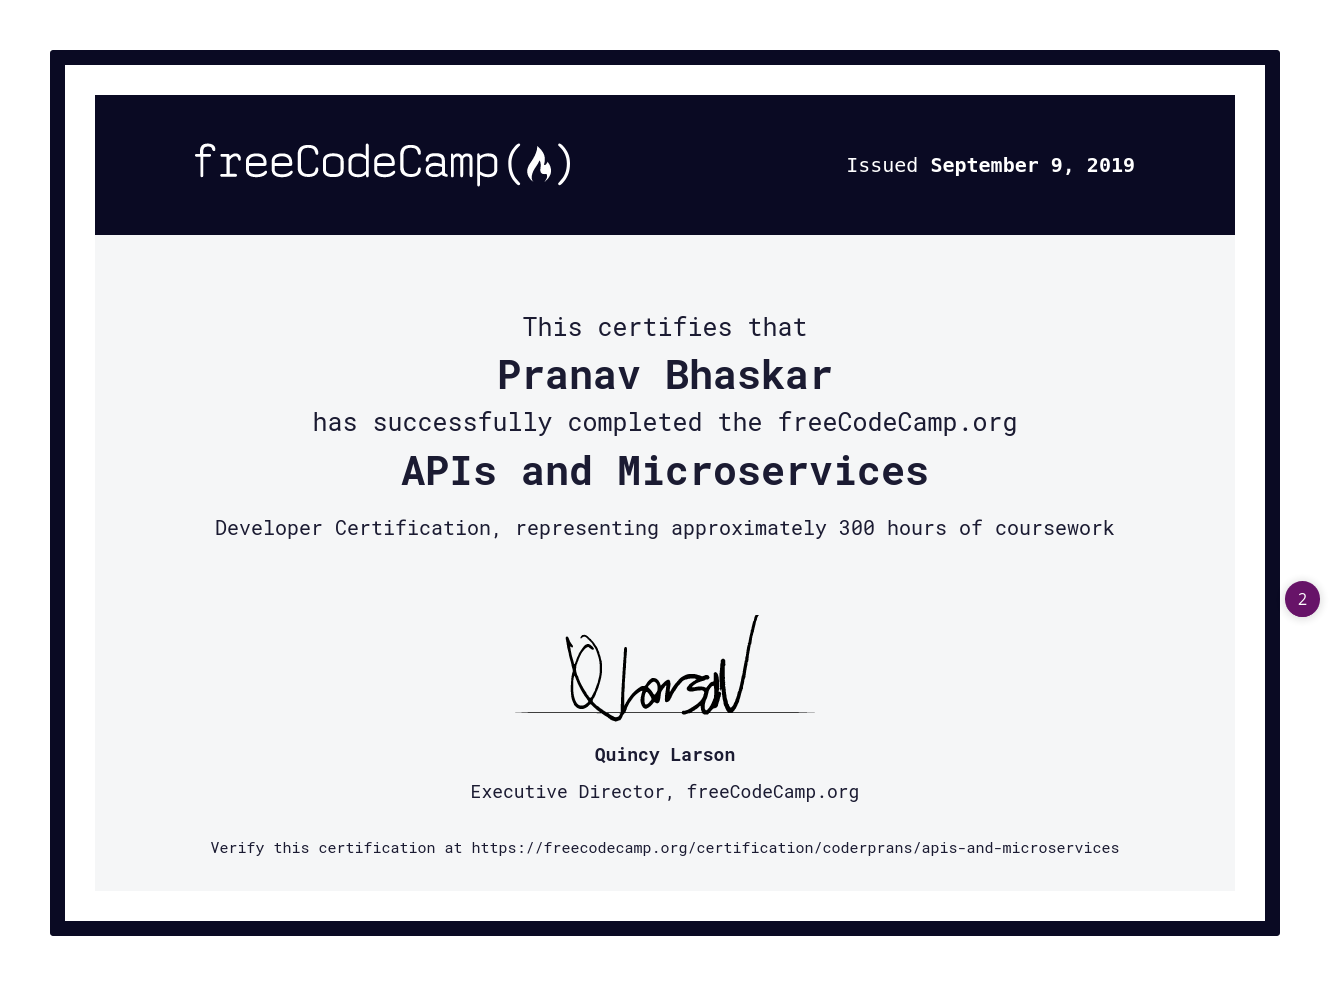 freeCodeCamp(🔥)
Issued September 9, 2019
This certifies that
Pranav Bhaskar
has successfully completed the freeCodeCamp.org
APIs and Microservices
Developer Certification, representing approximately 300 hours of coursework
Q Larson
2
Quincy Larson
Executive Director, freeCodeCamp.org
Verify this certification at https://freecodecamp.org/certification/coderprans/apis-and-microservices